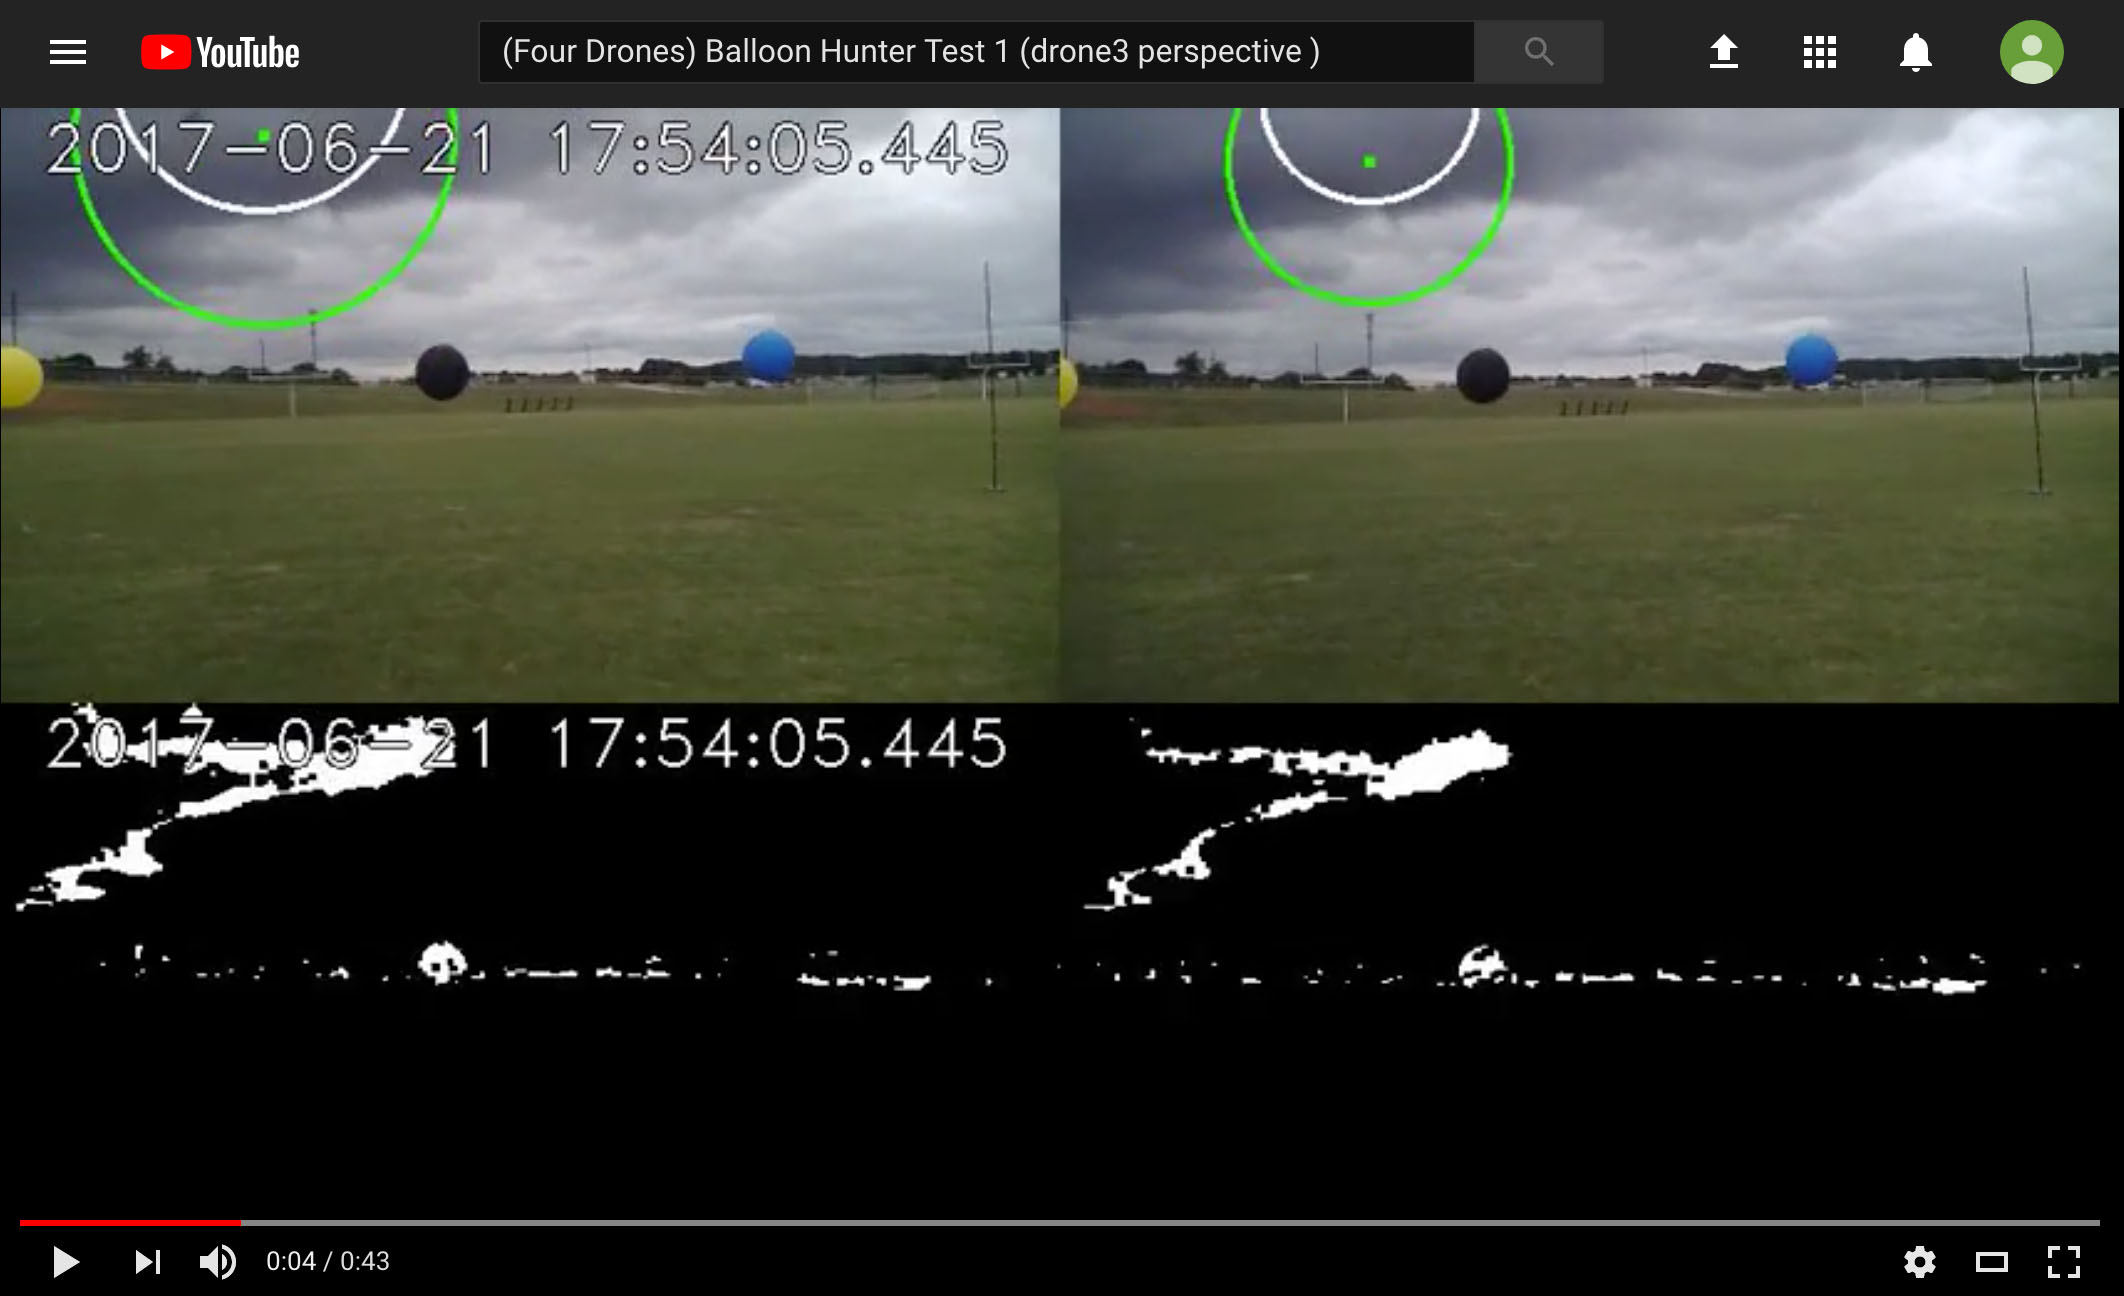 YouTube
(Four Drones) Balloon Hunter Test 1 (drone3 perspective )
2017-06-21 17:54:05.445
2017-06-21 17:54:05.445
0:04 / 0:43